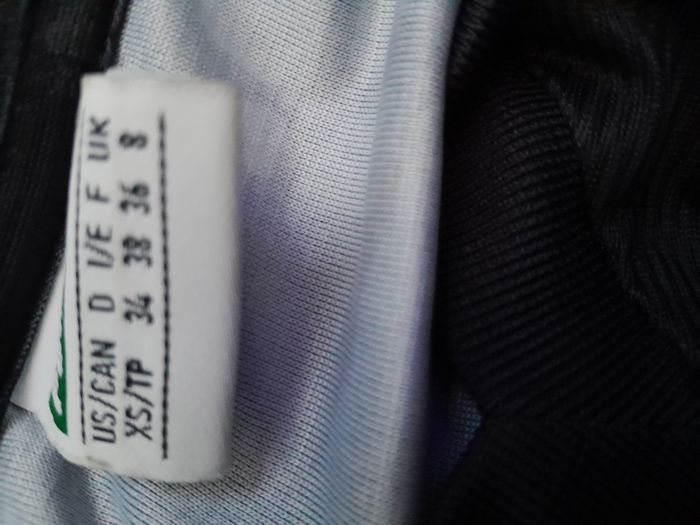 US/CAN D I/E F UK
XS/TP 34 38 36 8